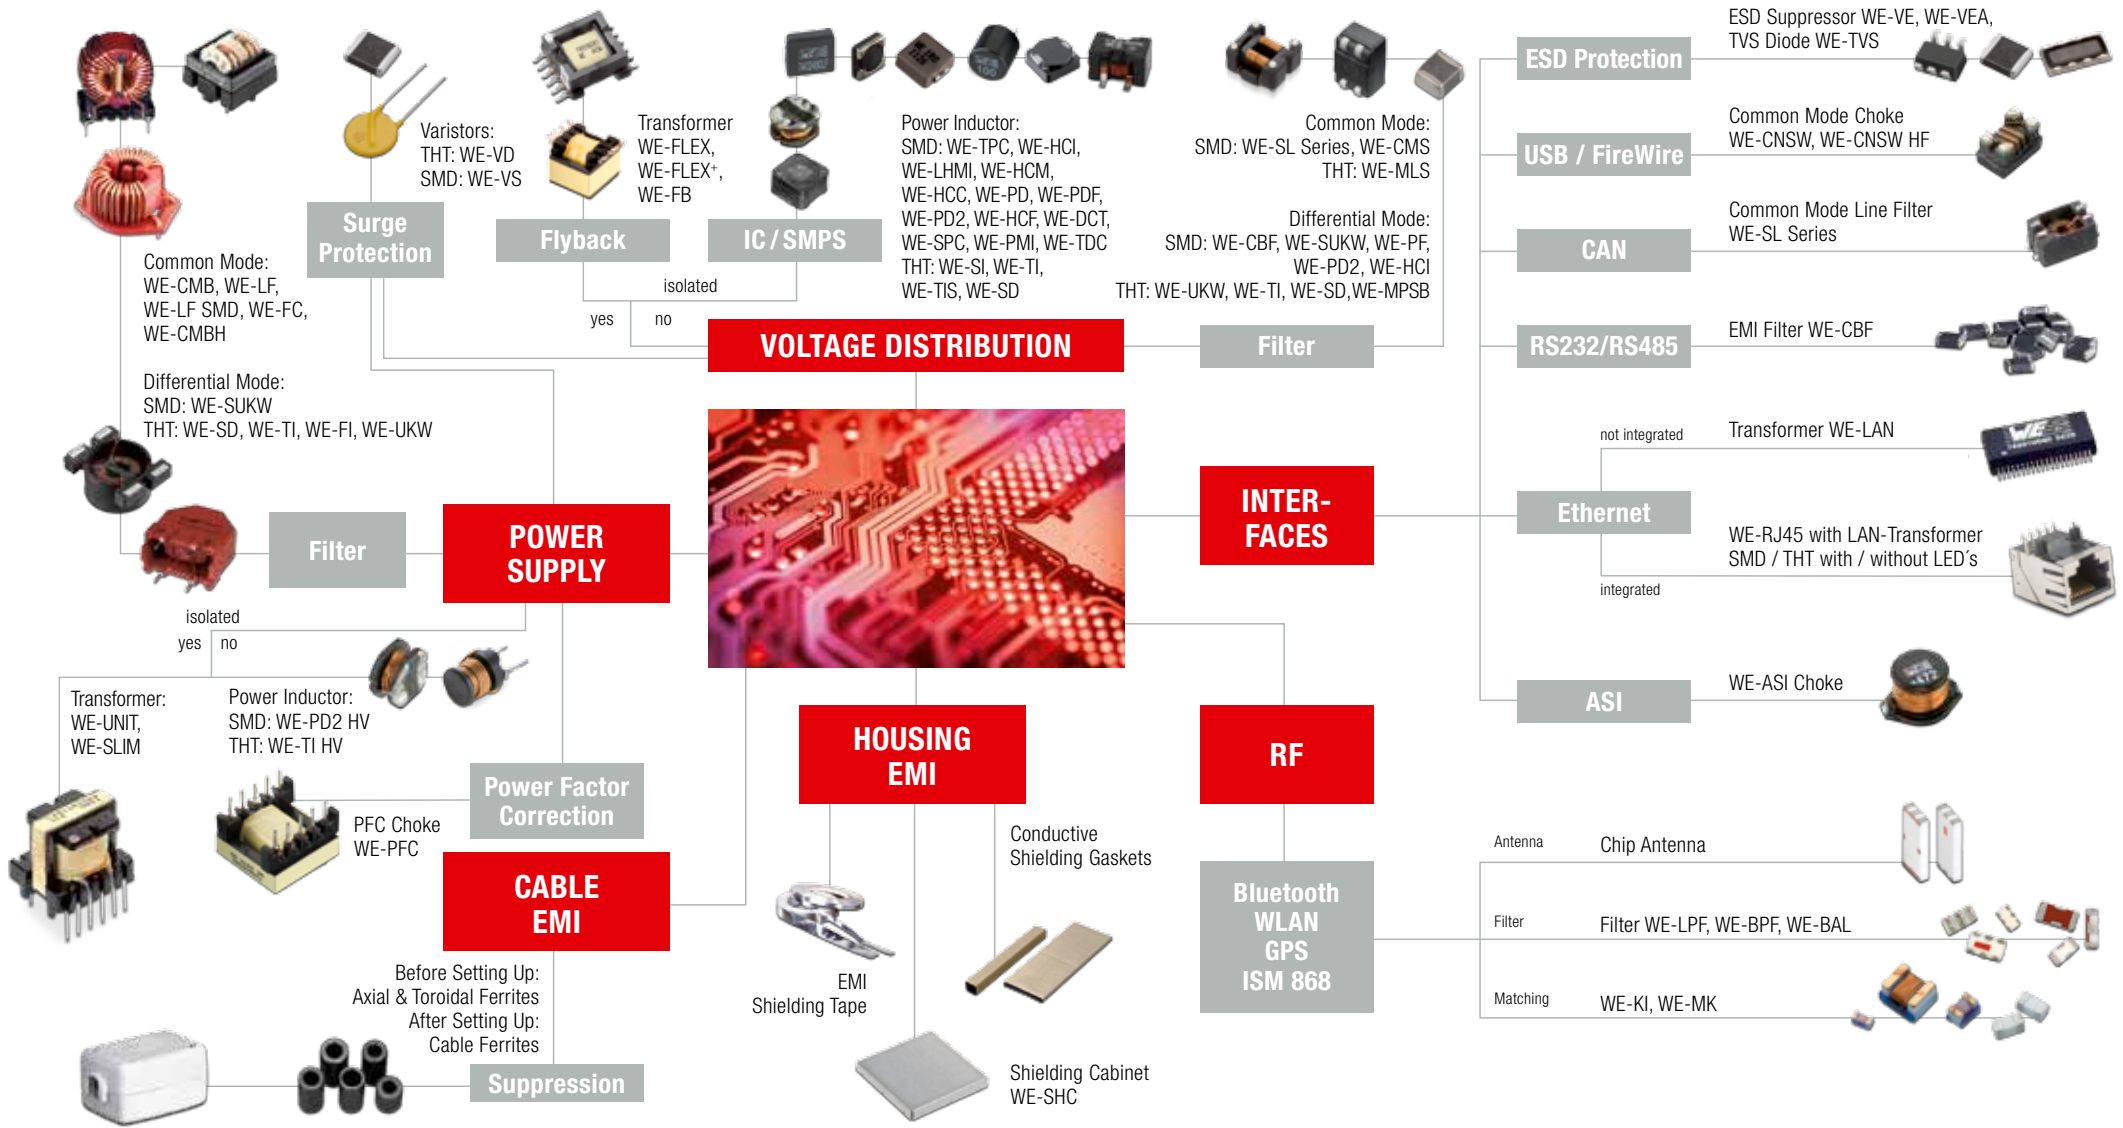 Common Mode:
WE-CMB, WE-LF,
WE-LF SMD, WE-FC,
WE-CMBH
Differential Mode:
SMD: WE-SUKW
THT: WE-SD, WE-TI, WE-FI, WE-UKW
Varistors:
THT: WE-VD
SMD: WE-VS
Surge
Protection
Transformer
WE-FLEX,
WE-FLEX⁺,
WE-FB
Flyback
IC / SMPS
isolated
yes
no
Power Inductor:
SMD: WE-TPC, WE-HCI,
WE-LHMI, WE-HCM,
WE-HCC, WE-PD, WE-PDF,
WE-PD2, WE-HCF, WE-DCT,
WE-SPC, WE-PMI, WE-TDC
THT: WE-SI, WE-TI,
WE-TIS, WE-SD
Common Mode:
SMD: WE-SL Series, WE-CMS
THT: WE-MLS
Differential Mode:
SMD: WE-CBF, WE-SUKW, WE-PF,
WE-PD2, WE-HCI
THT: WE-UKW, WE-TI, WE-SD,WE-MPSB
VOLTAGE DISTRIBUTION
Filter
ESD Protection
ESD Suppressor WE-VE, WE-VEA,
TVS Diode WE-TVS
USB / FireWire
Common Mode Choke
WE-CNSW, WE-CNSW HF
CAN
Common Mode Line Filter
WE-SL Series
RS232/RS485
EMI Filter WE-CBF
Ethernet
not integrated
Transformer WE-LAN
WE-RJ45 with LAN-Transformer
SMD / THT with / without LED´s
integrated
ASI
WE-ASI Choke
INTER-
FACES
Filter
POWER
SUPPLY
isolated
yes
no
Transformer:
WE-UNIT,
WE-SLIM
Power Inductor:
SMD: WE-PD2 HV
THT: WE-TI HV
Power Factor
Correction
PFC Choke
WE-PFC
CABLE
EMI
Before Setting Up:
Axial & Toroidal Ferrites
After Setting Up:
Cable Ferrites
Suppression
HOUSING
EMI
EMI
Shielding Tape
Conductive
Shielding Gaskets
Shielding Cabinet
WE-SHC
RF
Bluetooth
WLAN
GPS
ISM 868
Antenna
Chip Antenna
Filter
Filter WE-LPF, WE-BPF, WE-BAL
Matching
WE-KI, WE-MK